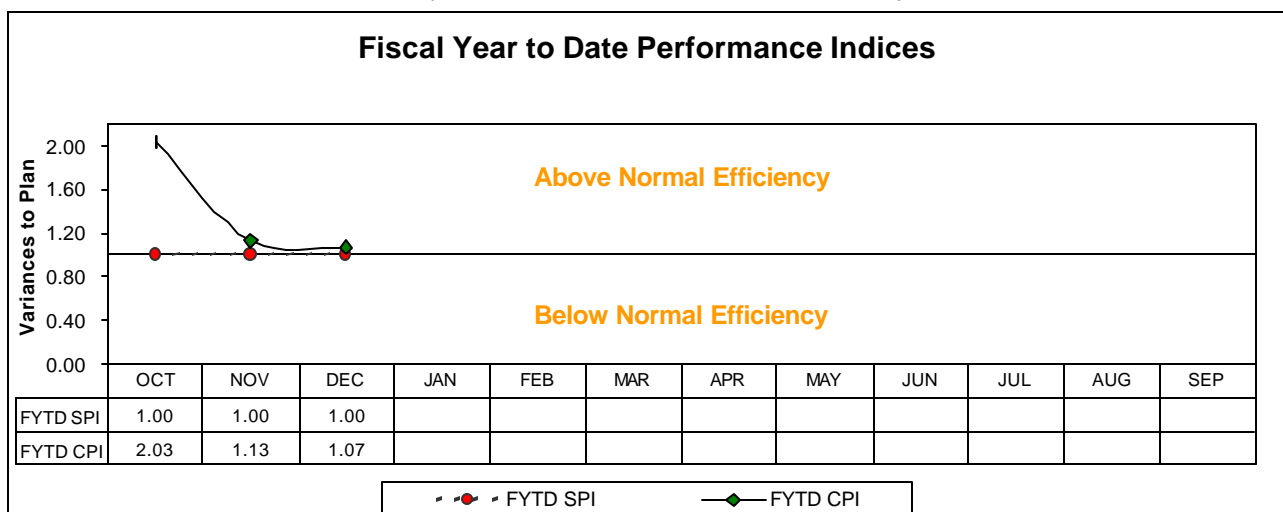 Fiscal Year to Date Performance Indices
Variances to Plan
2.00
1.60
1.20
0.80
0.40
0.00
Above Normal Efficiency
Below Normal Efficiency
OCT NOV DEC JAN FEB MAR APR MAY JUN JUL AUG SEP
FYTD SPI 1.00 1.00 1.00
FYTD CPI 2.03 1.13 1.07
FYTD SPI FYTD CPI